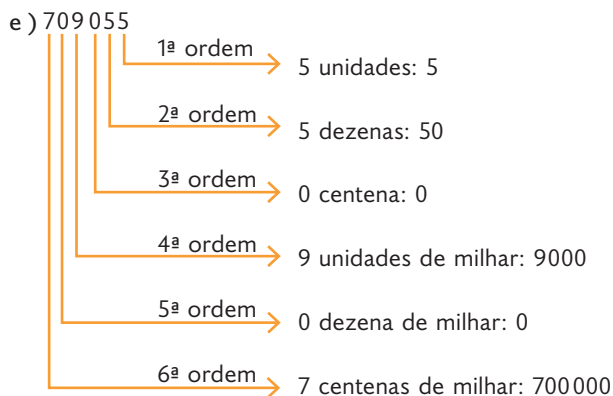 e) 709 055
1ª ordem
5 unidades: 5
2ª ordem
5 dezenas: 50
3ª ordem
0 centena: 0
4ª ordem
9 unidades de milhar: 9 000
5ª ordem
0 dezena de milhar: 0
6ª ordem
7 centenas de milhar: 700 000